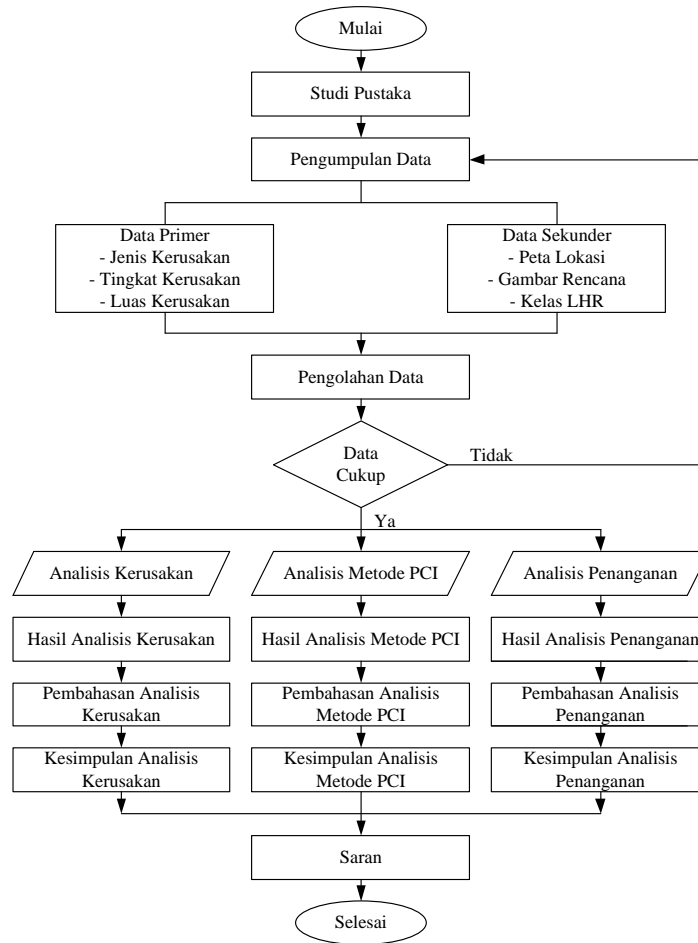 Mulai
Studi Pustaka
Pengumpulan Data
Data Primer
- Jenis Kerusakan
- Tingkat Kerusakan
- Luas Kerusakan
Data Sekunder
- Peta Lokasi
- Gambar Rencana
- Kelas LHR
Pengolahan Data
Data
Cukup
Tidak
Ya
Analisis Kerusakan
Analisis Metode PCI
Analisis Penanganan
Hasil Analisis Kerusakan
Hasil Analisis Metode PCI
Hasil Analisis Penanganan
Pembahasan Analisis
Kerusakan
Pembahasan Analisis
Metode PCI
Pembahasan Analisis
Penanganan
Kesimpulan Analisis
Kerusakan
Kesimpulan Analisis
Metode PCI
Kesimpulan Analisis
Penanganan
Saran
Selesai